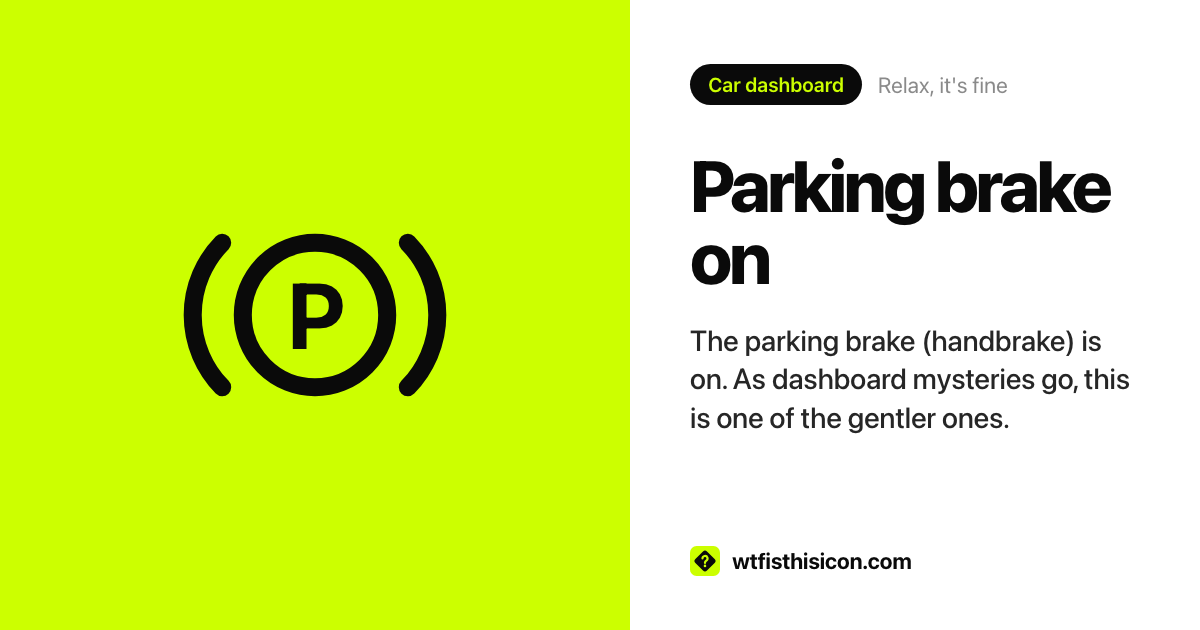 P
Car dashboard
Relax, it's fine
Parking brake
on
The parking brake (handbrake) is
on. As dashboard mysteries go, this
is one of the gentler ones.
?
wtfisthisicon.com